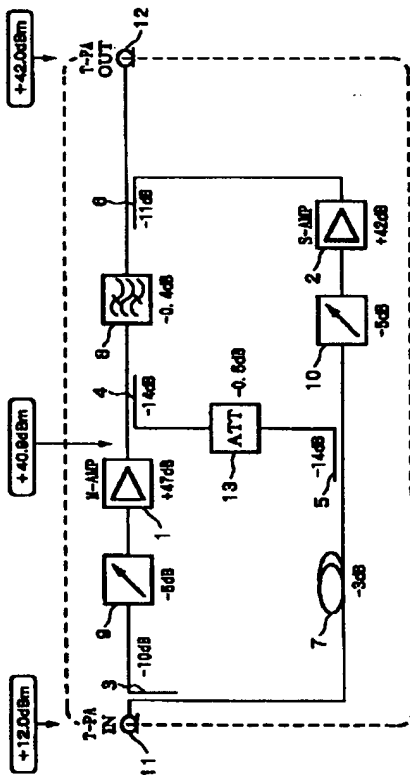 +12.0dBm
+40.9dBm
+42.0dBm
T-PA
IN
11
3
-10dB
9
-5dB
M-AMP
1
+47dB
4
-14dB
8
-0.4dB
6
-11dB
T-PA
OUT
12
ATT
13
-0.5dB
-14dB
5
7
-3dB
10
-5dB
S-AMP
2
+42dB